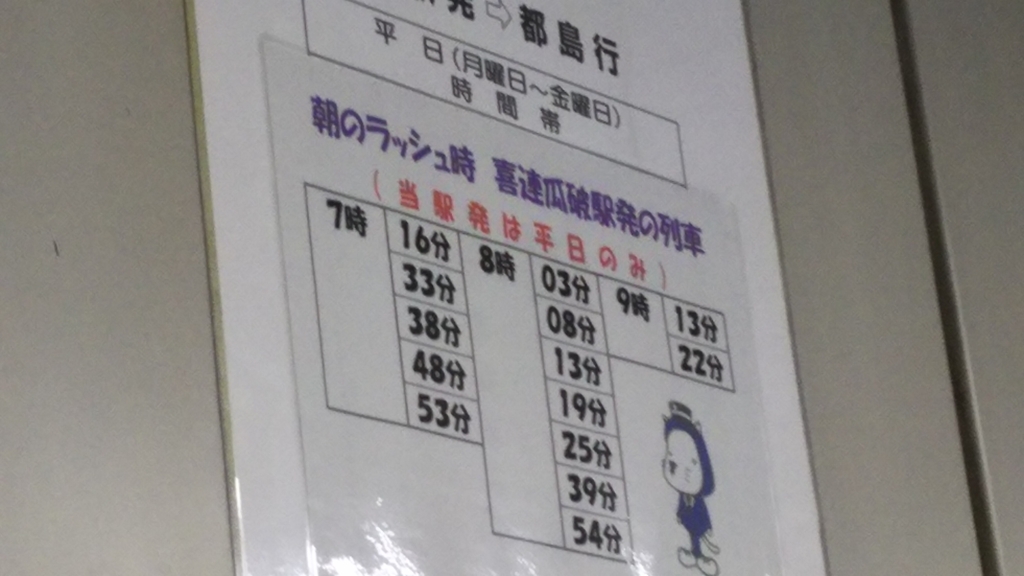 発⇨都島行
平日(月曜日～金曜日)
時間帯
朝のラッシュ時 喜連瓜破駅発の列車
(当駅発は平日のみ)
7時 16分 8時 03分 9時 13分
33分 08分 22分
38分 13分
48分 19分
53分 25分
39分
54分